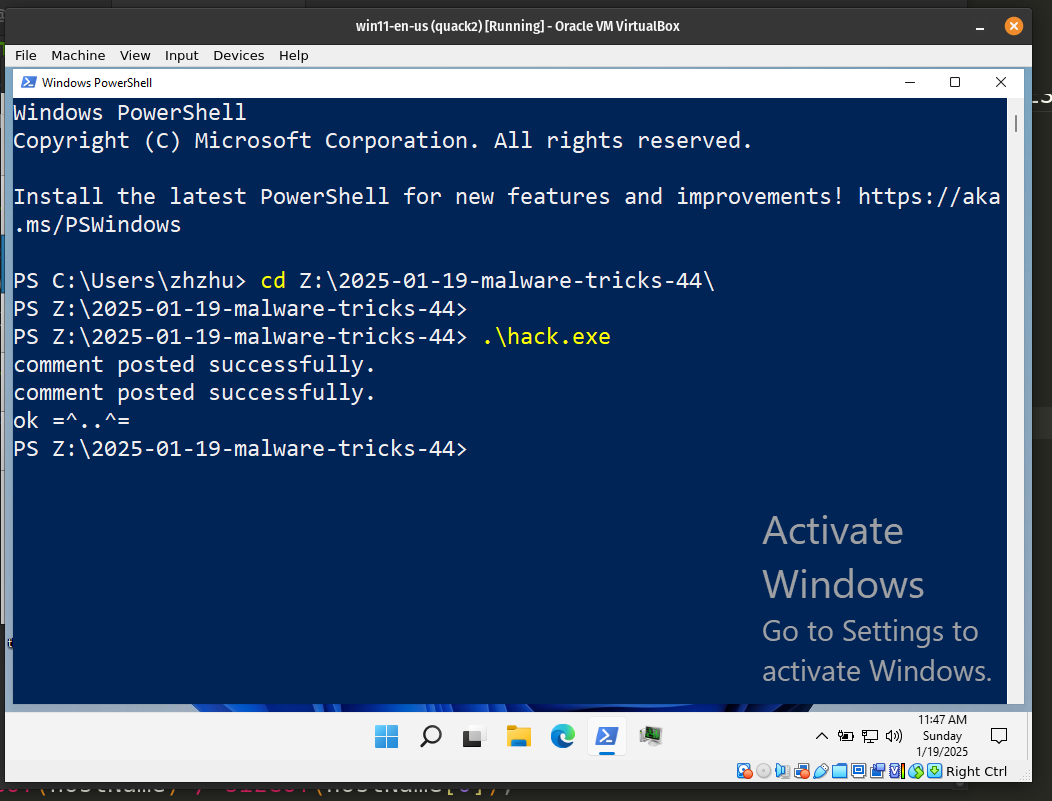 win11-en-us (quack2) [Running] - Oracle VM VirtualBox
File Machine View Input Devices Help
Windows PowerShell
Windows PowerShell
Copyright (C) Microsoft Corporation. All rights reserved.
Install the latest PowerShell for new features and improvements! https://aka
.ms/PSWindows
PS C:\Users\zhzhu> cd Z:\2025-01-19-malware-tricks-44\
PS Z:\2025-01-19-malware-tricks-44>
PS Z:\2025-01-19-malware-tricks-44> .\hack.exe
comment posted successfully.
comment posted successfully.
ok =^..^=
PS Z:\2025-01-19-malware-tricks-44>
Activate
Windows
Go to Settings to
activate Windows.
11:47 AM
Sunday
1/19/2025
Right Ctrl